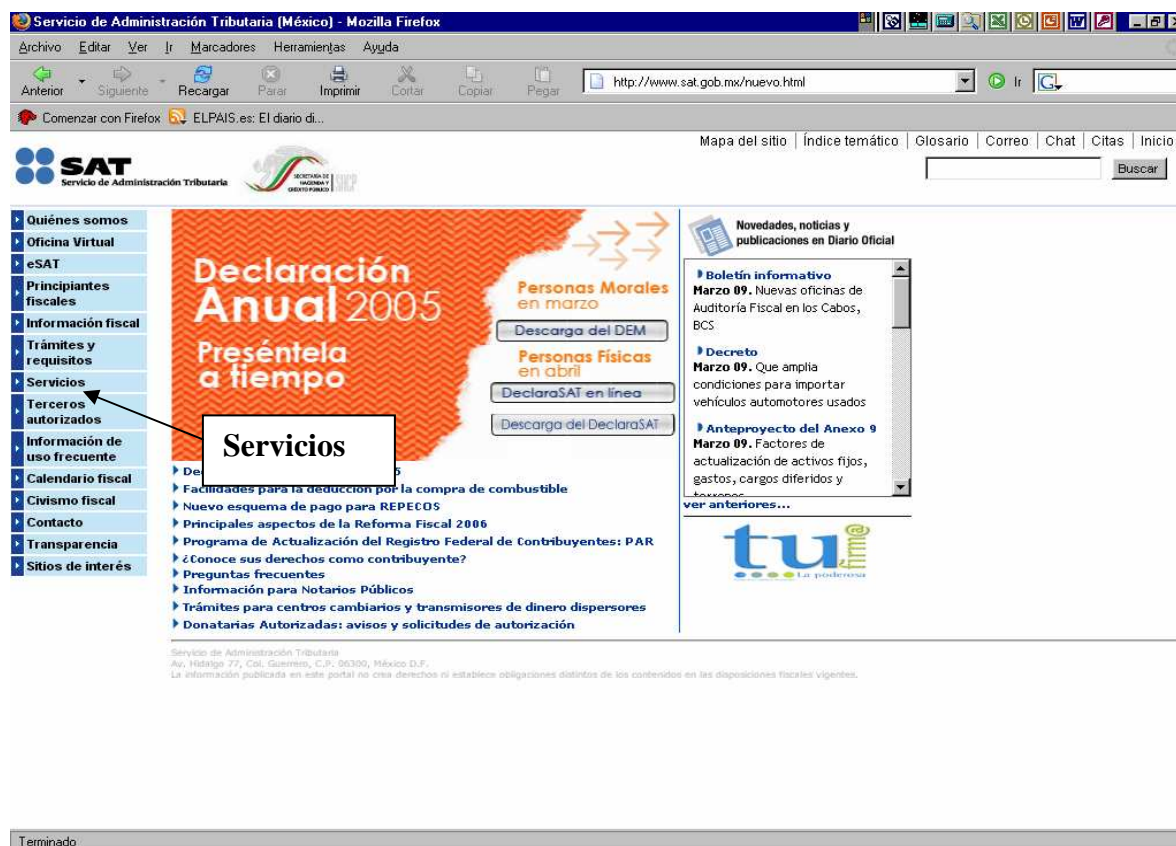 Servicio de Administración Tributaria (México) - Mozilla Firefox
Archivo Editar Ver Ir Marcadores Herramientas Ayuda
Anterior Siguiente Recargar Parar Imprimir Cortar Copiar Pegar http://www.sat.gob.mx/nuevo.html Ir
Comenzar con Firefox ELPAIS.es: El diario di...
Mapa del sitio | Índice temático | Glosario | Correo | Chat | Citas | Inicio
Buscar
SAT
Servicio de Administración Tributaria
SECRETARÍA DE
HACIENDA Y
CRÉDITO PÚBLICO
SHCP
Quiénes somos
Oficina Virtual
eSAT
Principiantes
fiscales
Información fiscal
Trámites y
requisitos
Servicios
Terceros
autorizados
Información de
uso frecuente
Calendario fiscal
Civismo fiscal
Contacto
Transparencia
Sitios de interés
Declaración
Anual 2005
Preséntela
a tiempo
Personas Morales
en marzo
Descarga del DEM
Personas Físicas
en abril
DeclaraSAT en línea
Descarga del DeclaraSAT
Servicios
Facilidades para la deducción por la compra de combustible
Nuevo esquema de pago para REPECOS
Principales aspectos de la Reforma Fiscal 2006
Programa de Actualización del Registro Federal de Contribuyentes: PAR
¿Conoce sus derechos como contribuyente?
Preguntas frecuentes
Información para Notarios Públicos
Trámites para centros cambiarios y transmisores de dinero dispersores
Donatarias Autorizadas: avisos y solicitudes de autorización
Novedades, noticias y
publicaciones en Diario Oficial
Boletín informativo
Marzo 09. Nuevas oficinas de
Auditoría Fiscal en los Cabos,
BCS
Decreto
Marzo 09. Que amplia
condiciones para importar
vehículos automotores usados
Anteproyecto del Anexo 9
Marzo 09. Factores de
actualización de activos fijos,
gastos, cargos diferidos y
ver anteriores...
tu firm@
La poderosa
Servicio de Administración Tributaria
Av. Hidalgo 77, Col. Guerrero, C.P. 06300, México D.F.
La información publicada en este portal no crea derechos ni establece obligaciones distintos de los contenidos en las disposiciones fiscales vigentes.
Terminado